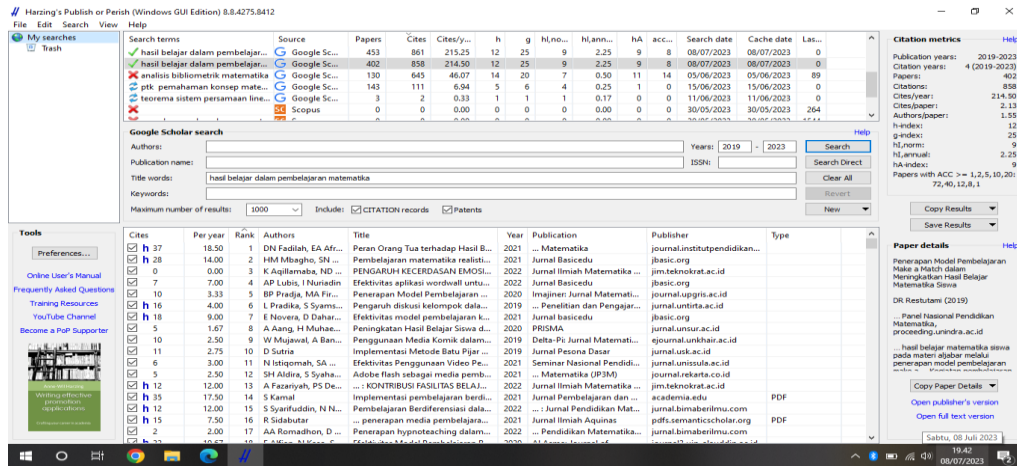 Harzing's Publish or Perish (Windows GUI Edition) 8.8.4275.8412
File Edit Search View Help
My searches
Trash
Search terms Source Papers Cites Cites/y... h g hI,no... hI,ann... hA acc... Search date Cache date Las...
hasil belajar dalam pembelajar... Google Sc... 453 861 215.25 12 25 9 2.25 9 8 08/07/2023 08/07/2023 0
hasil belajar dalam pembelajar... Google Sc... 402 858 214.50 12 25 9 2.25 9 8 08/07/2023 08/07/2023 0
analisis bibliometrik matematika Google Sc... 130 645 46.07 14 20 7 0.50 11 14 05/06/2023 05/06/2023 89
ptk pemahaman konsep mate... Google Sc... 143 111 6.94 5 6 4 0.25 1 0 15/06/2023 15/06/2023 0
teorema sistem persamaan line... Google Sc... 3 2 0.33 1 1 1 0.17 0 0 11/06/2023 11/06/2023 0
Scopus 0 0 0.00 0 0 0 0.00 0 0 30/05/2023 30/05/2023 264
Google Scholar search Help
Authors: Years: 2019 - 2023 Search
Publication name: ISSN: Search Direct
Title words: hasil belajar dalam pembelajaran matematika Clear All
Keywords: Revert
Maximum number of results: 1000 Include: CITATION records Patents New
Cites Per year Rank Authors Title Year Publication Publisher Type
h 37 18.50 1 DN Fadilah, EA Afr... Peran Orang Tua terhadap Hasil B... 2021 ... Matematika journal.institutpendidikan...
h 28 14.00 2 HM Mbagho, SN ... Pembelajaran matematika realisti... 2021 Jurnal Basicedu jbasic.org
0 0.00 3 K Aqillamaba, ND ... PENGARUH KECERDASAN EMOSI... 2022 Jurnal Ilmiah Matematika ... jim.teknokrat.ac.id
7 7.00 4 AP Lubis, I Nuriadin Efektivitas aplikasi wordwall untu... 2022 Jurnal Basicedu jbasic.org
10 3.33 5 BP Pradja, MA Fir... Penerapan Model Pembelajaran ... 2020 Imajiner: Jurnal Matemati... journal.upgris.ac.id
h 16 4.00 6 L Pradika, S Syams... Pengaruh diskusi kelompok dala... 2019 ... Penelitian dan Pengajar... jurnal.untirta.ac.id
h 18 9.00 7 E Novera, D Dahar... Efektivitas model pembelajaran k... 2021 Jurnal basicedu jbasic.org
5 1.67 8 A Aang, H Muhae... Peningkatan Hasil Belajar Siswa d... 2020 PRISMA jurnal.unsur.ac.id
10 2.50 9 W Mujawal, A Ban... Penggunaan Media Komik dalam... 2019 Delta-Pi: Jurnal Matemati... ejournal.unkhair.ac.id
11 2.75 10 D Sutria Implementasi Metode Batu Pijar ... 2019 Jurnal Pesona Dasar jurnal.usk.ac.id
6 3.00 11 N Istiqomah, SA ... Efektivitas Penggunaan Video Pe... 2021 Seminar Nasional Pendidi... jurnal.unissula.ac.id
5 2.50 12 SH Aldira, S Syaha... Adobe flash sebagai media pemb... 2021 ... Matematika (JP3M) journal.rekarta.co.id
h 12 12.00 13 A Fazariyah, PS De... ... : KONTRIBUSI FASILITAS BELAJ... 2022 Jurnal Ilmiah Matematika ... jim.teknokrat.ac.id
h 35 17.50 14 S Kamal Implementasi pembelajaran berdi... 2021 Jurnal Pembelajaran dan ... academia.edu PDF
h 12 12.00 15 S Syarifuddin, N N... Pembelajaran Berdiferensiasi dala... 2022 ... : Jurnal Pendidikan Mat... jurnal.bimaberilmu.com
h 15 7.50 16 R Sidabutar ... penerapan media pembelajara... 2021 Jurnal Ilmiah Aquinas pdfs.semanticscholar.org PDF
2 2.00 17 AA Romadhon, D ... Penerapan hypnoteaching dalam... 2022 ... Pendidikan Matematika... jurnal.bimaberilmu.com
Tools
Preferences...
Online User's Manual
Frequently Asked Questions
Training Resources
YouTube Channel
Become a PoP Supporter
Writing effective
promotion
applications
Citation metrics Help
Publication years: 2019-2023
Citation years: 4 (2019-2023)
Papers: 402
Citations: 858
Cites/year: 214.50
Cites/paper: 2.13
Authors/paper: 1.55
h-index: 12
g-index: 25
hI,norm: 9
hI,annual: 2.25
hA-index: 9
Papers with ACC >= 1,2,5,10,20:
72,40,12,8,1
Copy Results
Save Results
Paper details Help
Penerapan Model Pembelajaran
Make a Match dalam
Meningkatkan Hasil Belajar
Matematika Siswa
DR Restutami (2019)
... Panel Nasional Pendidikan
Matematika,
proceeding.unindra.ac.id
... hasil belajar matematika siswa
pada materi aljabar melalui
penerapan model pembelajaran
Copy Paper Details
Open publisher's version
Open full text version
Sabtu, 08 Juli 2023
19.42
08/07/2023
2